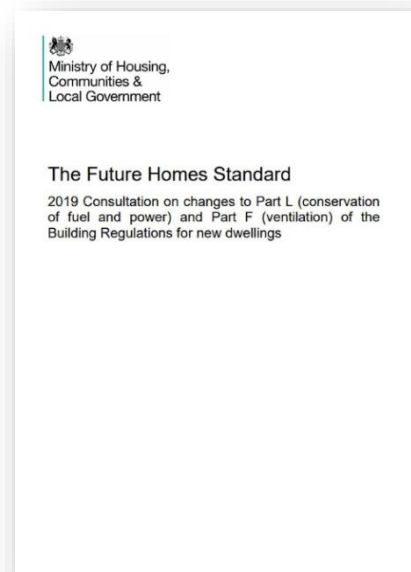 Ministry of Housing,
Communities &
Local Government
The Future Homes Standard
2019 Consultation on changes to Part L (conservation
of fuel and power) and Part F (ventilation) of the
Building Regulations for new dwellings